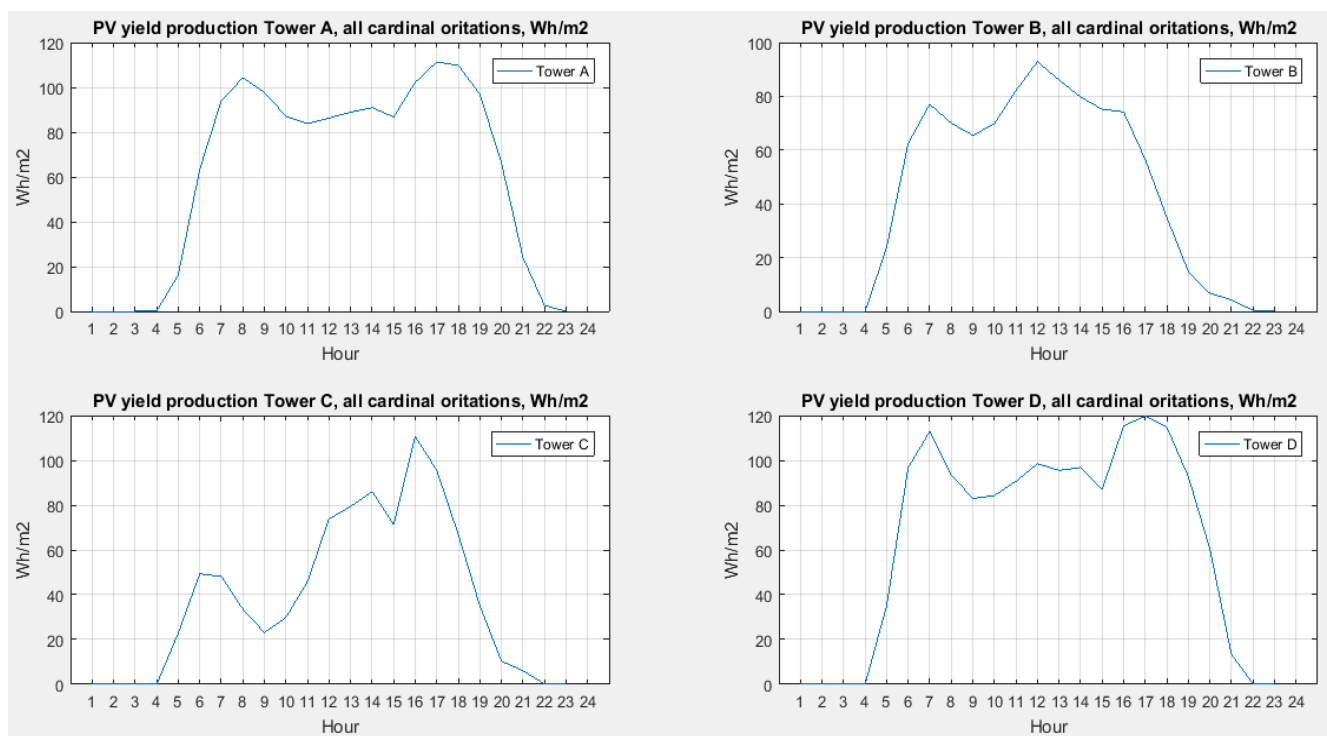 PV yield production Tower A, all cardinal oritations, Wh/m2
120
100
80
60
40
20
0
Wh/m2
Tower A
1 2 3 4 5 6 7 8 9 10 11 12 13 14 15 16 17 18 19 20 21 22 23 24
Hour
PV yield production Tower B, all cardinal oritations, Wh/m2
100
80
60
40
20
0
Wh/m2
Tower B
1 2 3 4 5 6 7 8 9 10 11 12 13 14 15 16 17 18 19 20 21 22 23 24
Hour
PV yield production Tower C, all cardinal oritations, Wh/m2
120
100
80
60
40
20
0
Wh/m2
Tower C
1 2 3 4 5 6 7 8 9 10 11 12 13 14 15 16 17 18 19 20 21 22 23 24
Hour
PV yield production Tower D, all cardinal oritations, Wh/m2
120
100
80
60
40
20
0
Wh/m2
Tower D
1 2 3 4 5 6 7 8 9 10 11 12 13 14 15 16 17 18 19 20 21 22 23 24
Hour